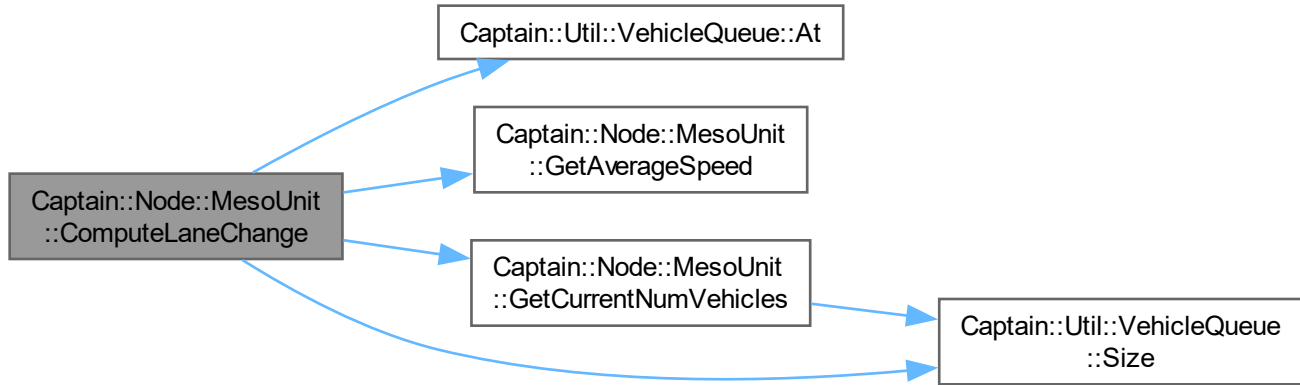 Captain::Util::VehicleQueue::At
Captain::Node::MesoUnit
::GetAverageSpeed
Captain::Node::MesoUnit
::ComputeLaneChange
Captain::Node::MesoUnit
::GetCurrentNumVehicles
Captain::Util::VehicleQueue
::Size